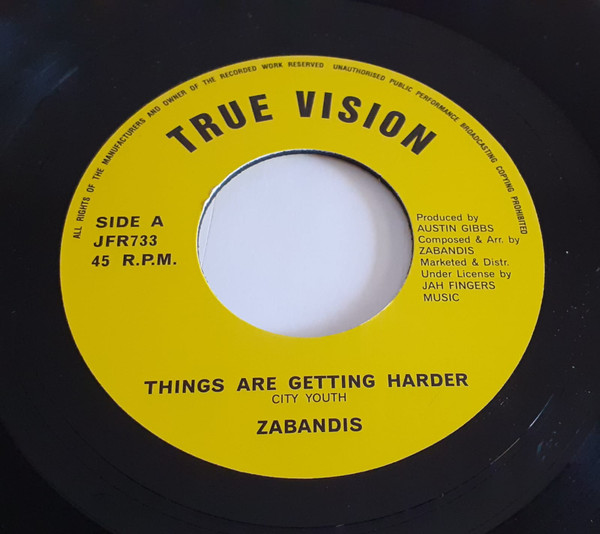 ALL RIGHTS OF THE MANUFACTURERS AND OWNER OF THE RECORDED WORK RESERVED UNAUTHORISED PUBLIC PERFORMANCE BROADCASTING COPYING PROHIBITED
TRUE VISION
SIDE A
JFR733
45 R.P.M.
Produced by
AUSTIN GIBBS
Composed & Arr. by
ZABANDIS
Marketed & Distr.
Under License by
JAH FINGERS
MUSIC
THINGS ARE GETTING HARDER
CITY YOUTH
ZABANDIS